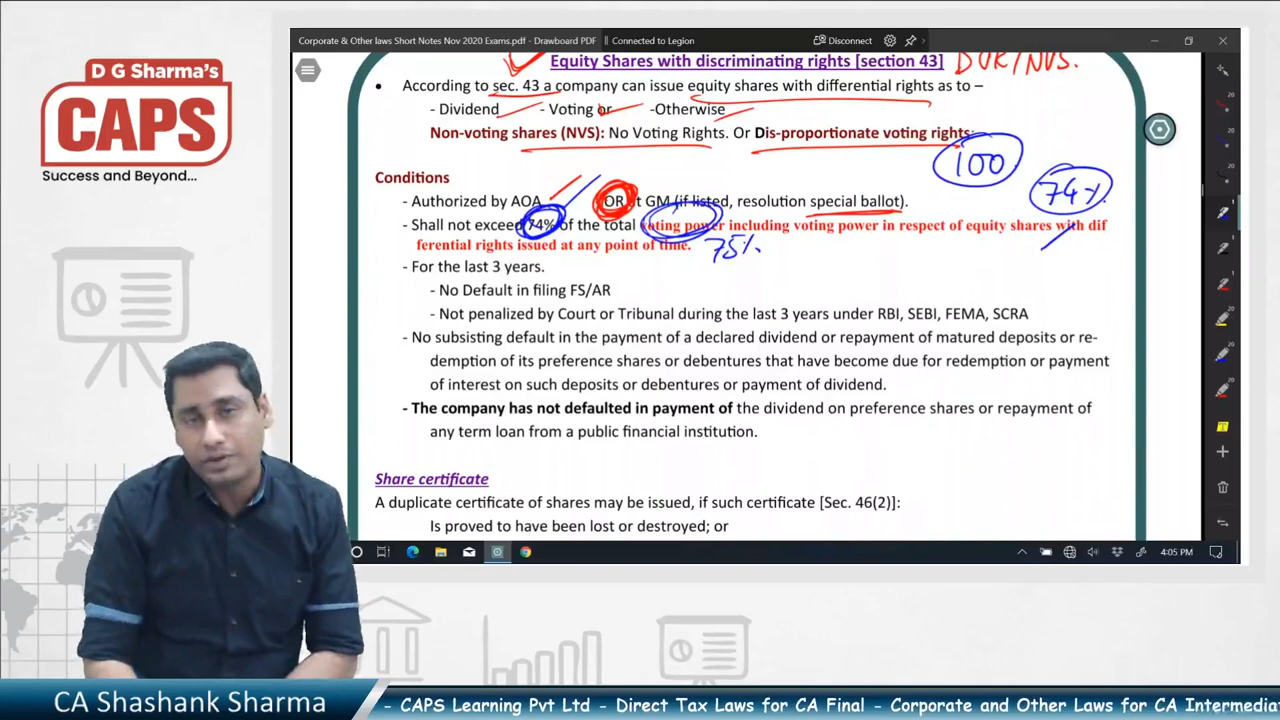 D G Sharma's
CAPS
Success and Beyond...
Corporate & Other laws Short Notes Nov 2020 Exams.pdf - Drawboard PDF
Connected to Legion
Disconnect
Equity Shares with discriminating rights [section 43] DVR/NVS.
• According to sec. 43 a company can issue equity shares with differential rights as to –
- Dividend - Voting or -Otherwise
Non-voting shares (NVS): No Voting Rights. Or Dis-proportionate voting rights:
100
74%
Conditions
- Authorized by AOA OR at GM (if listed, resolution special ballot).
- Shall not exceed 74% of the total voting power including voting power in respect of equity shares with dif
ferential rights issued at any point of time.
75%
- For the last 3 years.
- No Default in filing FS/AR
- Not penalized by Court or Tribunal during the last 3 years under RBI, SEBI, FEMA, SCRA
- No subsisting default in the payment of a declared dividend or repayment of matured deposits or re-
demption of its preference shares or debentures that have become due for redemption or payment
of interest on such deposits or debentures or payment of dividend.
- The company has not defaulted in payment of the dividend on preference shares or repayment of
any term loan from a public financial institution.
Share certificate
A duplicate certificate of shares may be issued, if such certificate [Sec. 46(2)]:
Is proved to have been lost or destroyed; or
4:05 PM
CA Shashank Sharma
- CAPS Learning Pvt Ltd - Direct Tax Laws for CA Final - Corporate and Other Laws for CA Intermedia